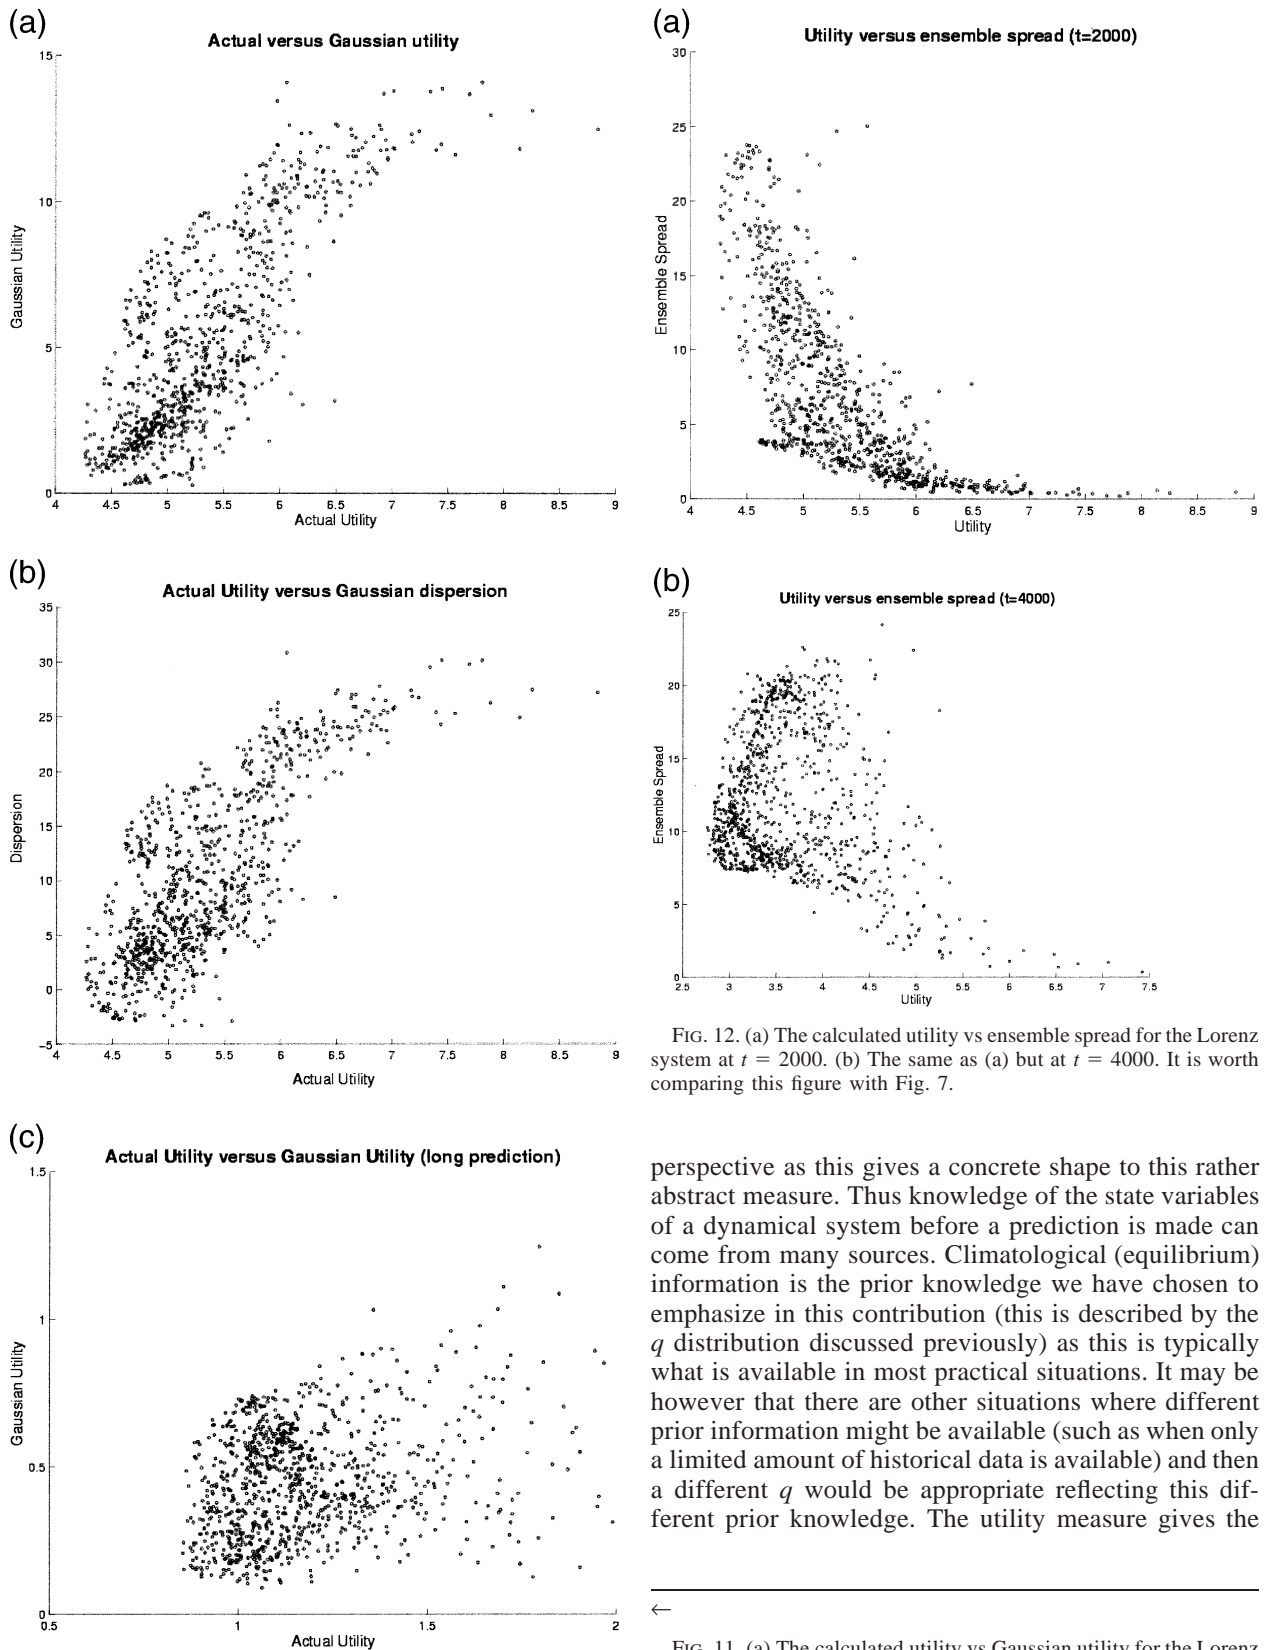 (a)
Actual versus Gaussian utility
15
10
5
0
Gaussian Utility
4 4.5 5 5.5 6 6.5 7 7.5 8 8.5 9
Actual Utility
(b)
Actual Utility versus Gaussian dispersion
35
30
25
20
15
10
5
0
−5
Dispersion
4 4.5 5 5.5 6 6.5 7 7.5 8 8.5 9
Actual Utility
(c)
Actual Utility versus Gaussian Utility (long prediction)
1.5
1
0.5
0
Gaussian Utility
0.5 1 1.5 2
Actual Utility
(a)
Utility versus ensemble spread (t=2000)
30
25
20
15
10
5
0
Ensemble Spread
4 4.5 5 5.5 6 6.5 7 7.5 8 8.5 9
Utility
(b)
Utility versus ensemble spread (t=4000)
25
20
15
10
5
0
Ensemble Spread
2.5 3 3.5 4 4.5 5 5.5 6 6.5 7 7.5
Utility
FIG. 12. (a) The calculated utility vs ensemble spread for the Lorenz
system at t = 2000. (b) The same as (a) but at t = 4000. It is worth
comparing this figure with Fig. 7.
perspective as this gives a concrete shape to this rather
abstract measure. Thus knowledge of the state variables
of a dynamical system before a prediction is made can
come from many sources. Climatological (equilibrium)
information is the prior knowledge we have chosen to
emphasize in this contribution (this is described by the
q distribution discussed previously) as this is typically
what is available in most practical situations. It may be
however that there are other situations where different
prior information might be available (such as when only
a limited amount of historical data is available) and then
a different q would be appropriate reflecting this dif-
ferent prior knowledge. The utility measure gives the
←
FIG. 11. (a) The calculated utility vs Gaussian utility for the Lorenz